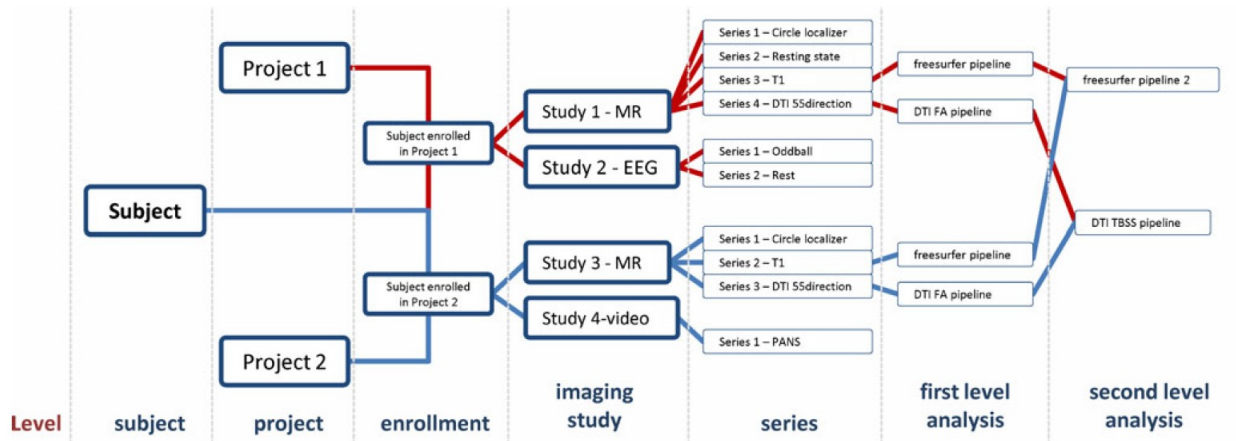 Project 1
Subject
Project 2
Subject enrolled
in Project 1
Subject enrolled
in Project 2
Study 1 - MR
Study 2 - EEG
Study 3 - MR
Study 4-video
Series 1 – Circle localizer
Series 2 – Resting state
Series 3 – T1
Series 4 – DTI 55direction
Series 1 – Oddball
Series 2 – Rest
Series 1 – Circle localizer
Series 2 – T1
Series 3 – DTI 55direction
Series 1 – PANS
freesurfer pipeline
DTI FA pipeline
freesurfer pipeline
DTI FA pipeline
freesurfer pipeline 2
DTI TBSS pipeline
Level
subject
project
enrollment
imaging
study
series
first level
analysis
second level
analysis